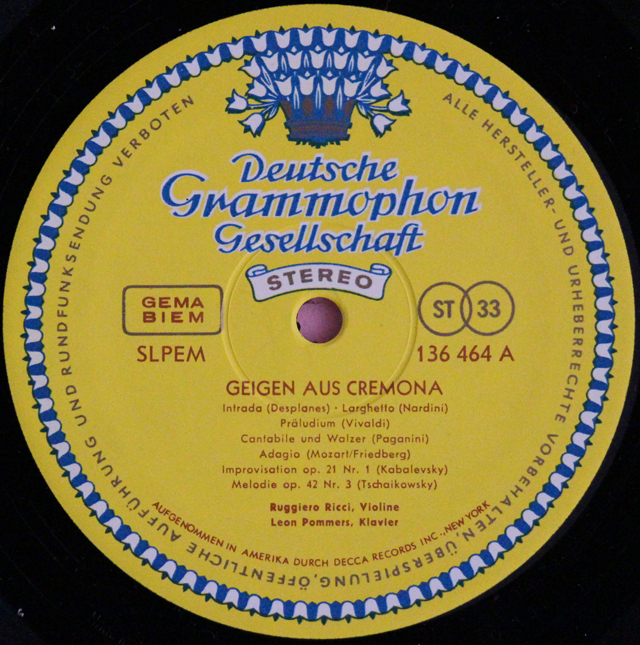 Deutsche
Grammophon
Gesellschaft
STEREO
GEMA
BIEM
SLPEM
ST 33
136 464 A
GEIGEN AUS CREMONA
Intrada (Desplanes) · Larghetto (Nardini)
Präludium (Vivaldi)
Cantabile und Walzer (Paganini)
Adagio (Mozart/Friedberg)
Improvisation op. 21 Nr. 1 (Kabalevsky)
Melodie op. 42 Nr. 3 (Tschaikowsky)
Ruggiero Ricci, Violine
Leon Pommers, Klavier
AUFGENOMMEN IN AMERIKA DURCH DECCA RECORDS INC., NEW YORK
ALLE HERSTELLER- UND URHEBERRECHTE VORBEHALTEN, ÜBERSPIELUNG, ÖFFENTLICHE AUFFÜHRUNG UND RUNDFUNKSENDUNG VERBOTEN